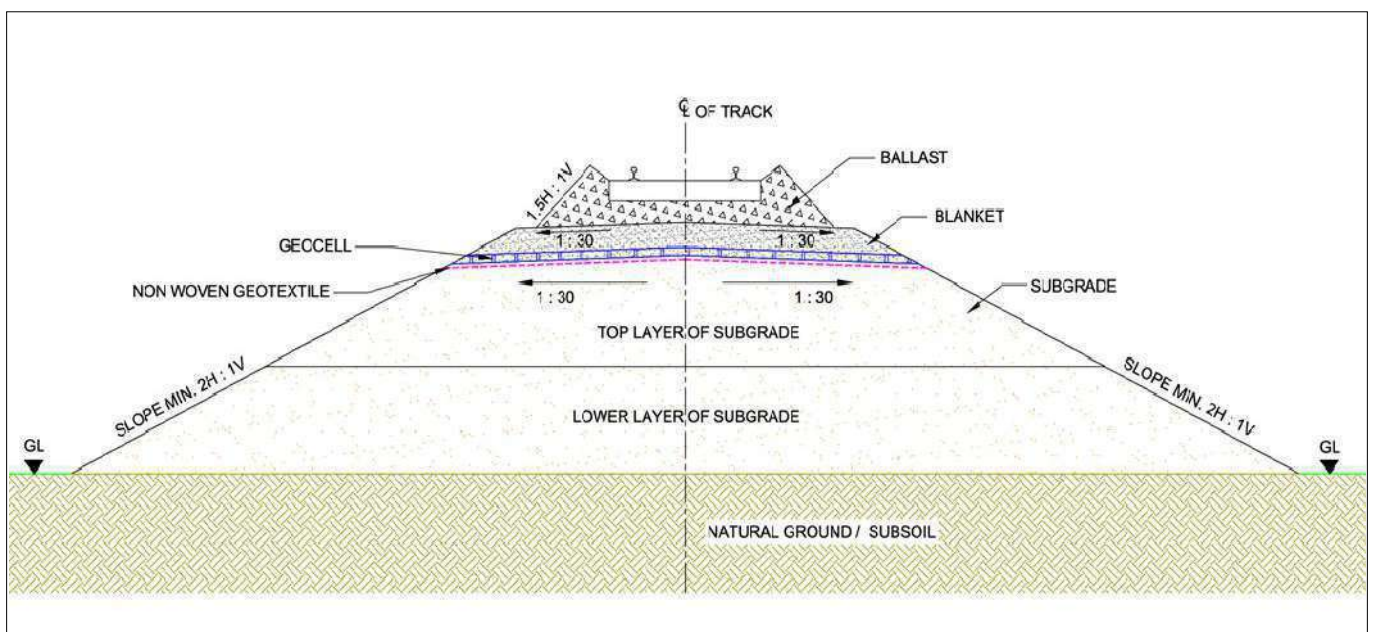 ℄ OF TRACK
BALLAST
1.5H : 1V
BLANKET
GEOCELL
1 : 30
1 : 30
NON WOVEN GEOTEXTILE
1 : 30
1 : 30
SUBGRADE
TOP LAYER OF SUBGRADE
SLOPE MIN. 2H : 1V
SLOPE MIN. 2H : 1V
LOWER LAYER OF SUBGRADE
GL
GL
NATURAL GROUND / SUBSOIL